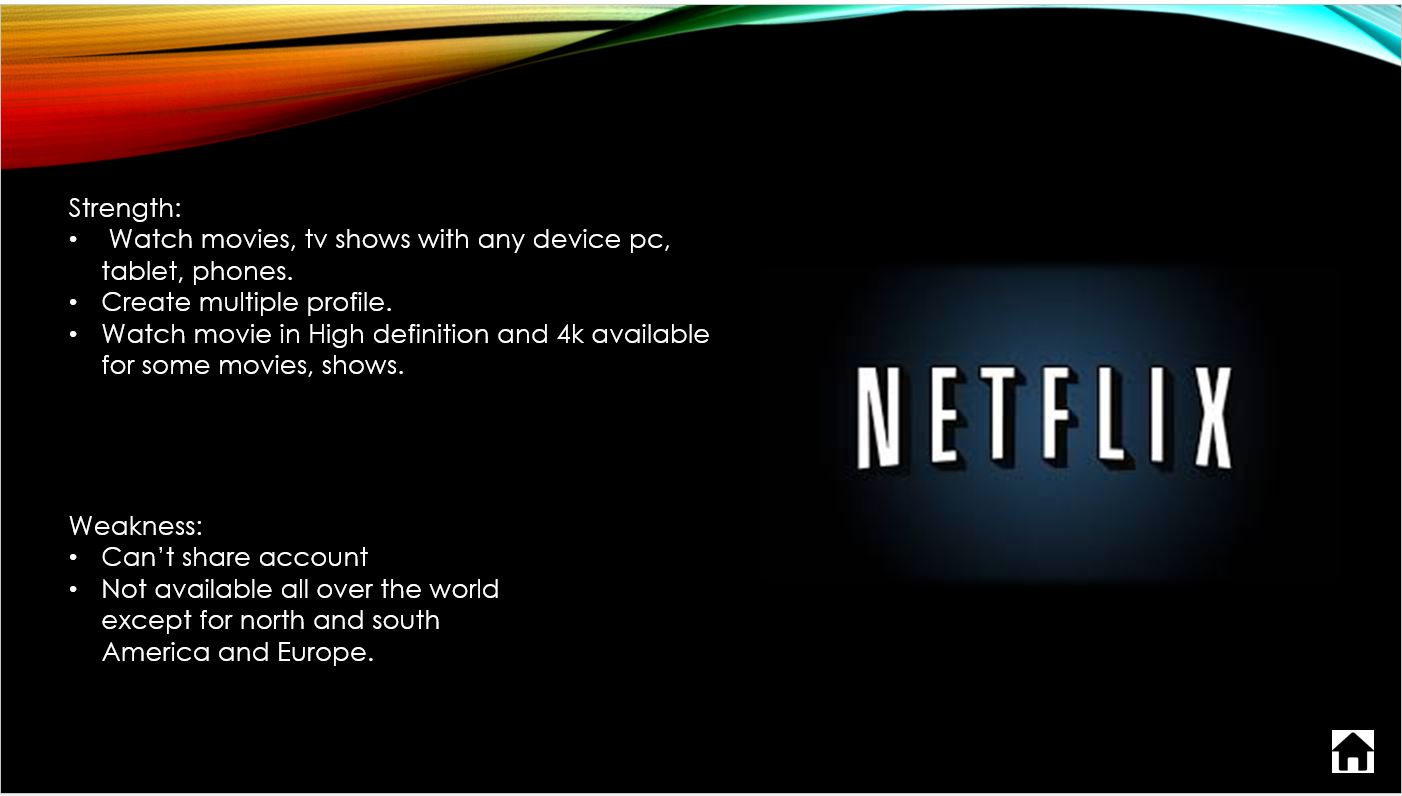 Strength:
• Watch movies, tv shows with any device pc,
tablet, phones.
• Create multiple profile.
• Watch movie in High definition and 4k available
for some movies, shows.
NETFLIX
Weakness:
• Can’t share account
• Not available all over the world
except for north and south
America and Europe.